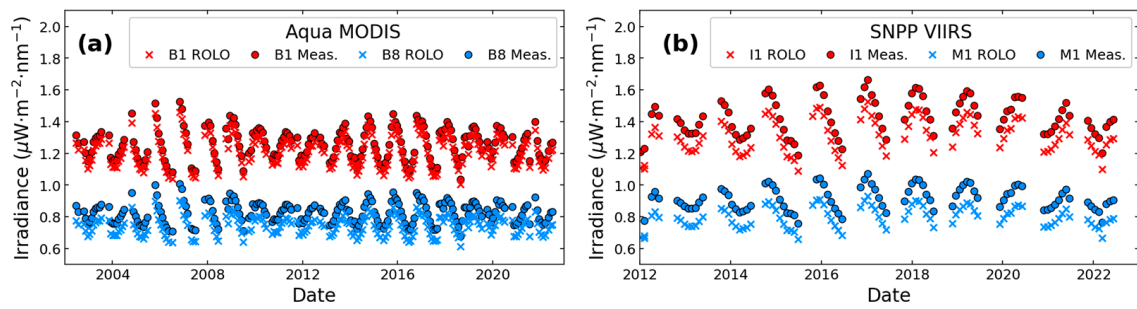 (a)
Aqua MODIS
B1 ROLO B1 Meas. B8 ROLO B8 Meas.
Irradiance (μW·m⁻²·nm⁻¹)
2.0
1.8
1.6
1.4
1.2
1.0
0.8
0.6
2004 2008 2012 2016 2020
Date
(b)
SNPP VIIRS
I1 ROLO I1 Meas. M1 ROLO M1 Meas.
Irradiance (μW·m⁻²·nm⁻¹)
2.0
1.8
1.6
1.4
1.2
1.0
0.8
0.6
2012 2014 2016 2018 2020 2022
Date